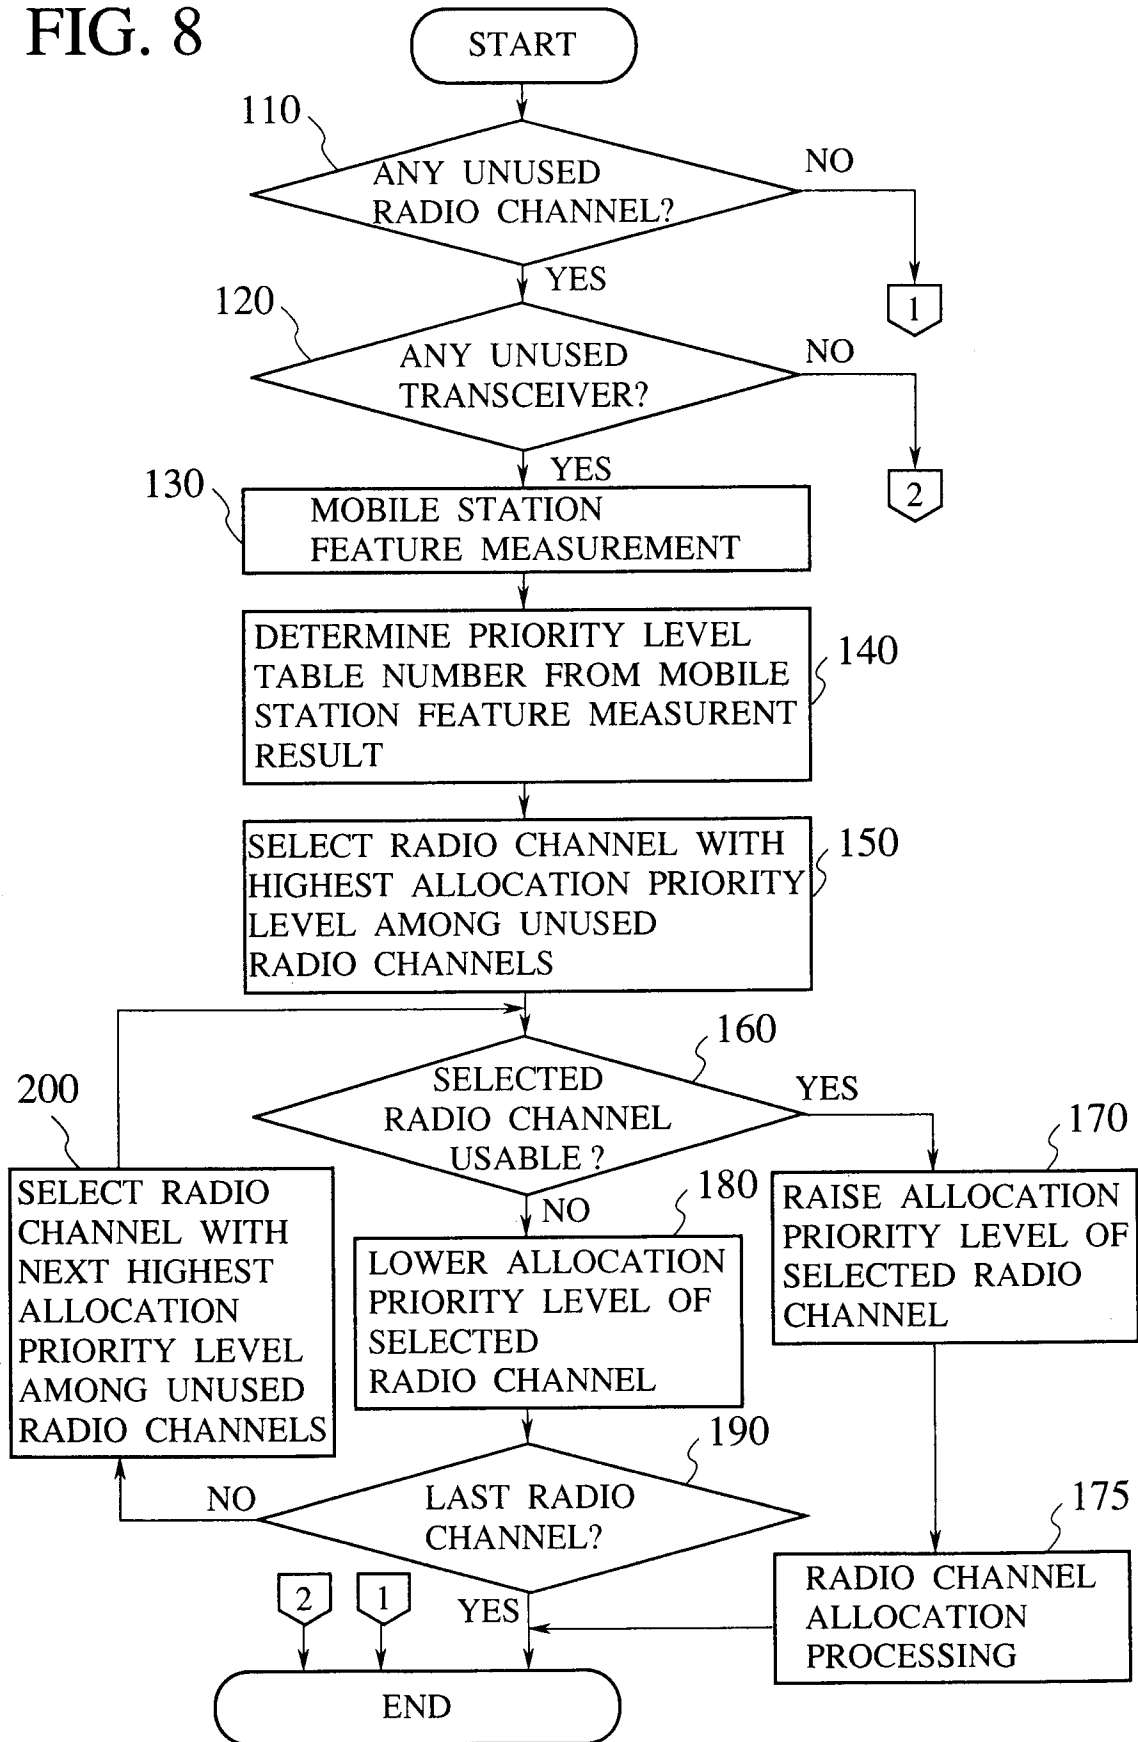 FIG. 8
START
110
ANY UNUSED
RADIO CHANNEL?
NO
YES
1
120
ANY UNUSED
TRANSCEIVER?
NO
YES
2
130
MOBILE STATION
FEATURE MEASUREMENT
DETERMINE PRIORITY LEVEL
TABLE NUMBER FROM MOBILE
STATION FEATURE MEASURENT
RESULT
140
SELECT RADIO CHANNEL WITH
HIGHEST ALLOCATION PRIORITY
LEVEL AMONG UNUSED
RADIO CHANNELS
150
160
SELECTED
RADIO CHANNEL
USABLE ?
YES
NO
200
SELECT RADIO
CHANNEL WITH
NEXT HIGHEST
ALLOCATION
PRIORITY LEVEL
AMONG UNUSED
RADIO CHANNELS
180
LOWER ALLOCATION
PRIORITY LEVEL OF
SELECTED
RADIO CHANNEL
170
RAISE ALLOCATION
PRIORITY LEVEL OF
SELECTED RADIO
CHANNEL
190
LAST RADIO
CHANNEL?
NO
YES
175
RADIO CHANNEL
ALLOCATION
PROCESSING
2
1
END